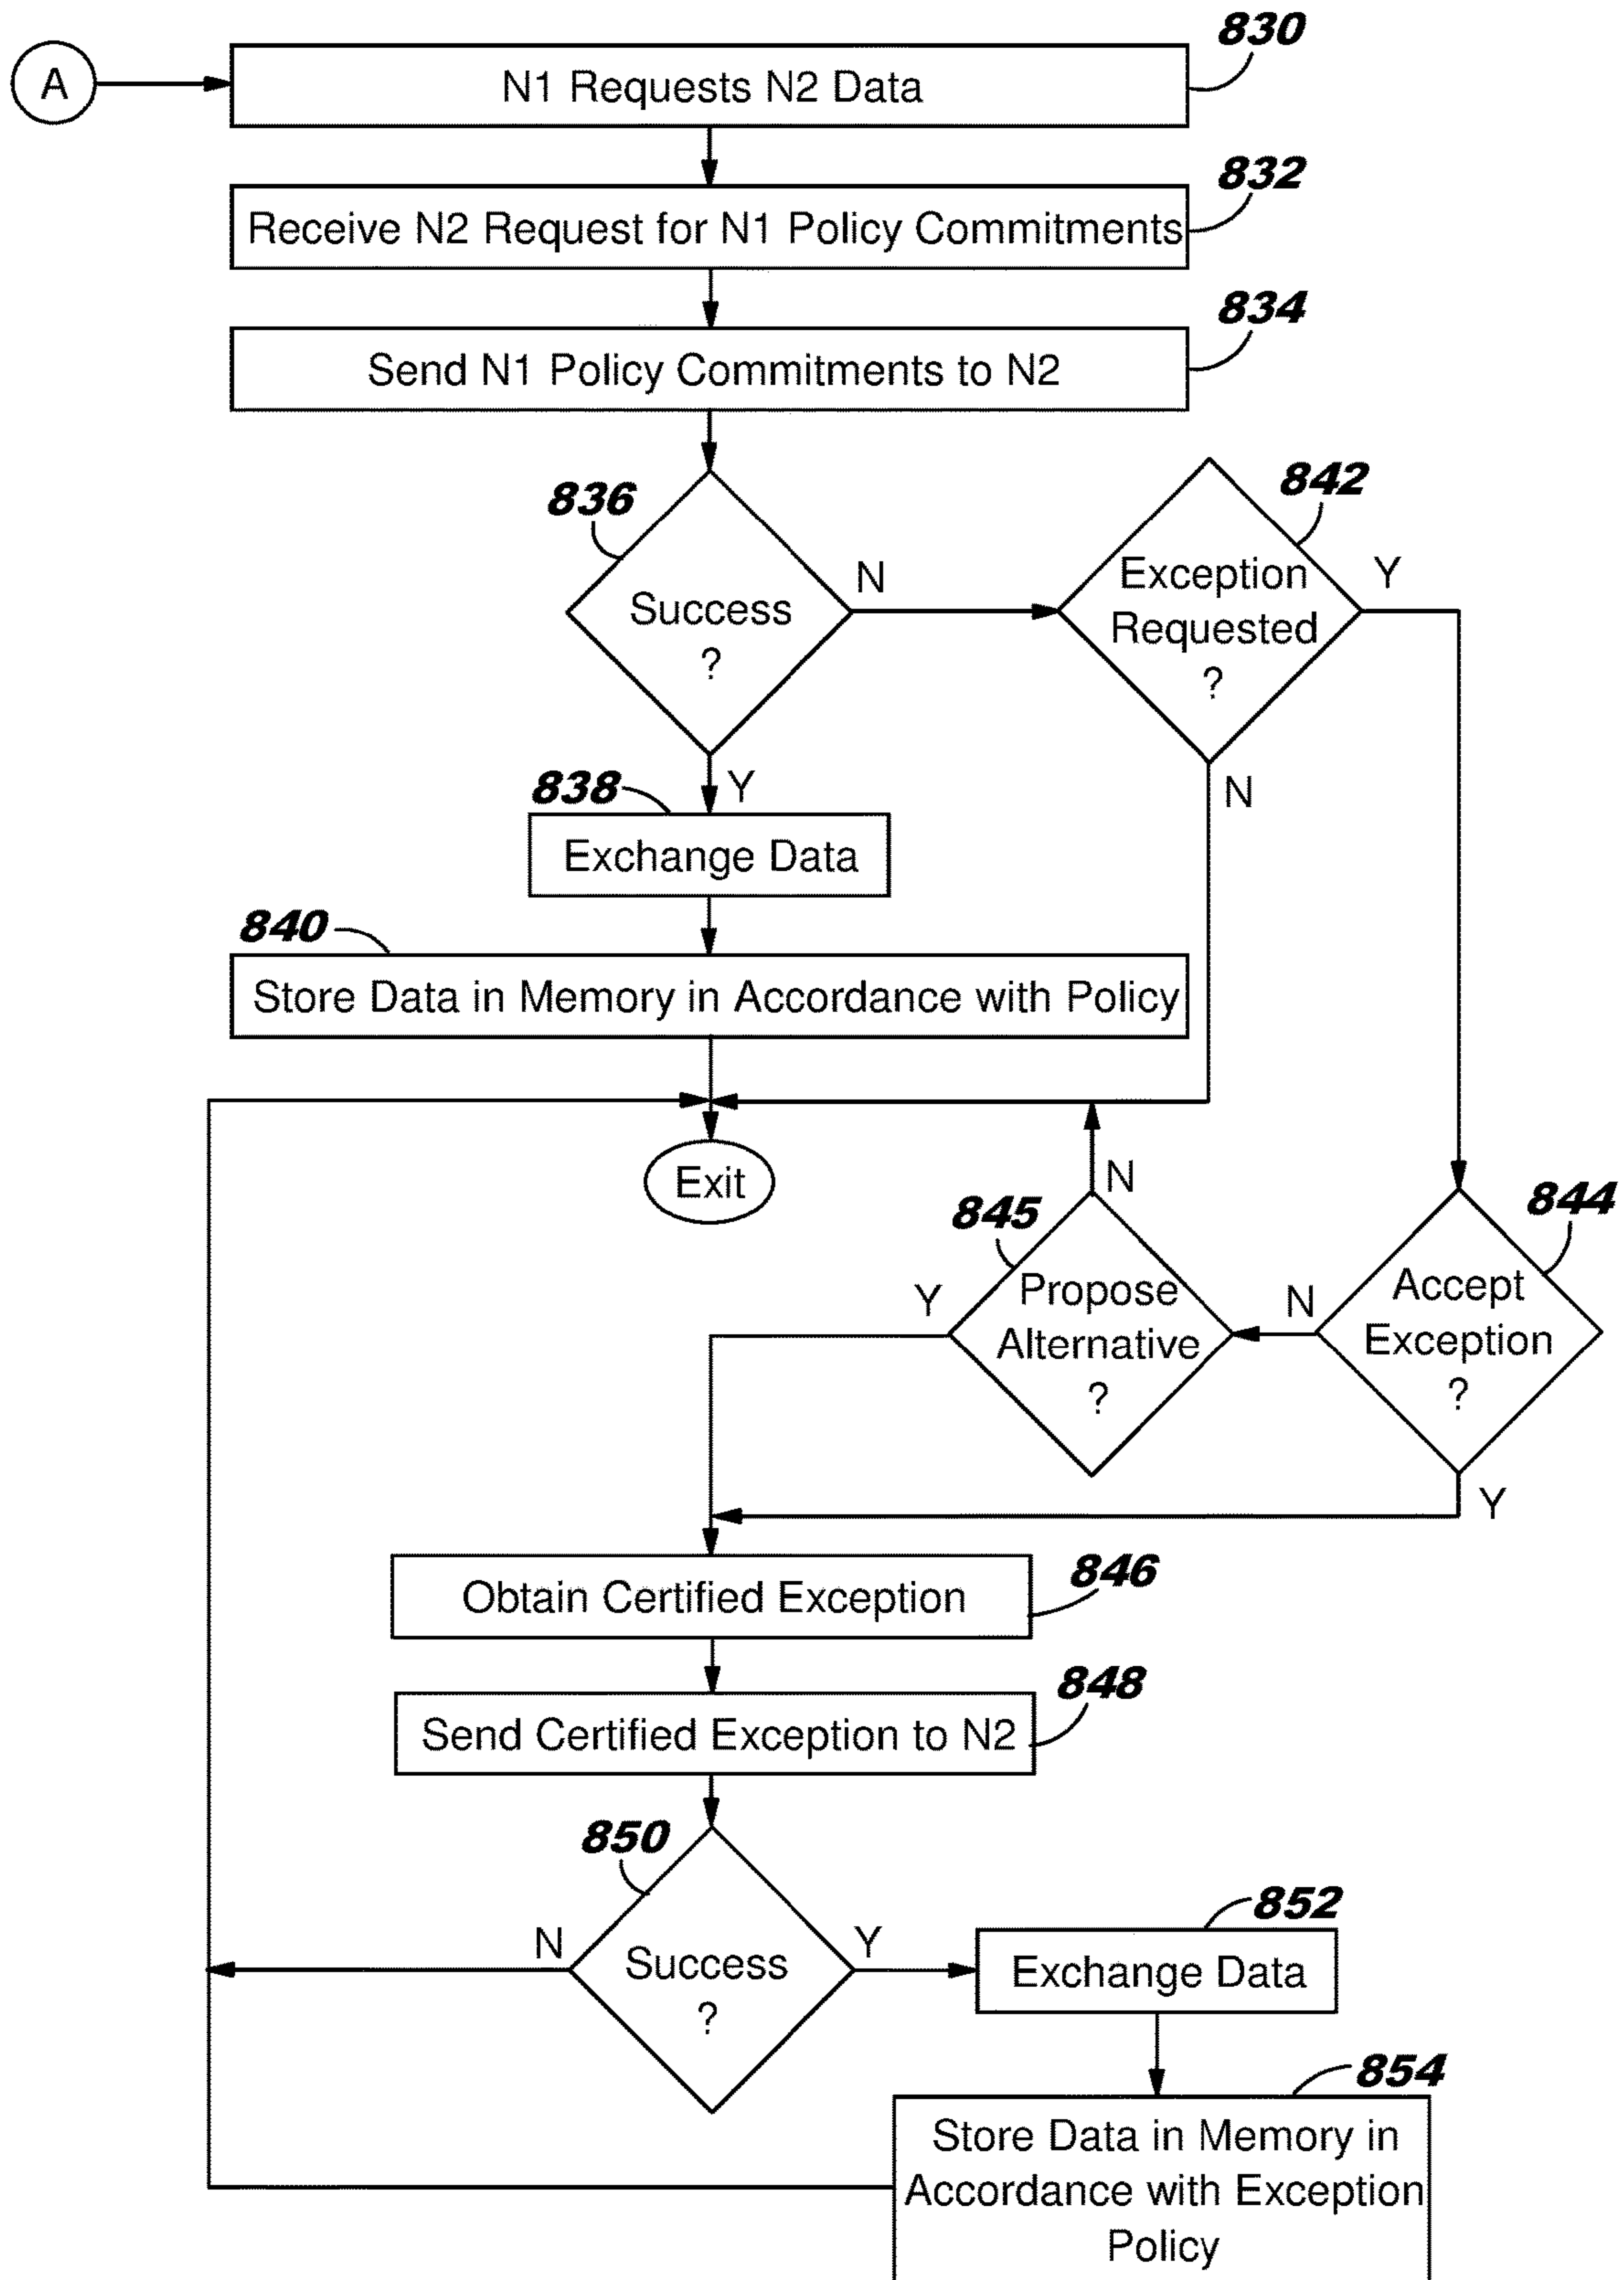 830
A
N1 Requests N2 Data
832
Receive N2 Request for N1 Policy Commitments
834
Send N1 Policy Commitments to N2
836
842
Success
?
N
Exception
Requested
?
Y
838
Y
N
Exchange Data
840
Store Data in Memory in Accordance with Policy
Exit
N
845
844
Y
Propose
Alternative
?
N
Accept
Exception
?
Y
846
Obtain Certified Exception
848
Send Certified Exception to N2
850
N
Success
?
Y
852
Exchange Data
854
Store Data in Memory in
Accordance with Exception
Policy